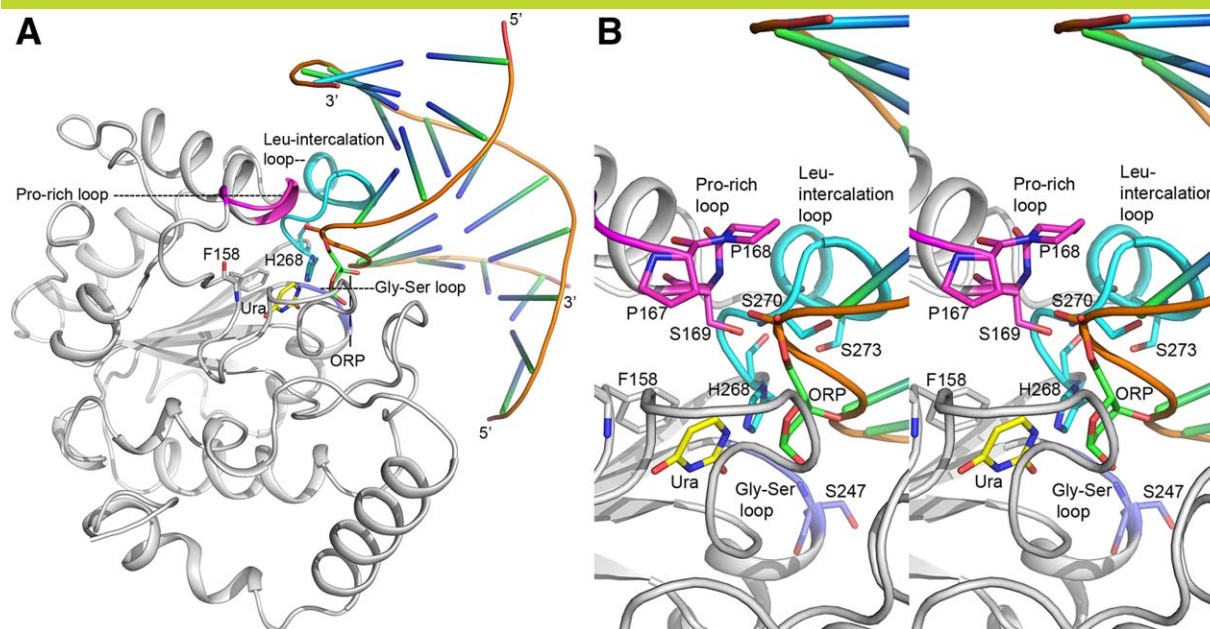 A
5’
3’
Leu-intercalation
loop
Pro-rich loop
F158
H268
Ura
Gly-Ser loop
3’
ORP
5’
B
Pro-rich
loop
Leu-
intercalation
loop
P168
S270
P167
S169
S273
F158
H268
ORP
Ura
Gly-Ser
loop
S247
Pro-rich
loop
Leu-
intercalation
loop
P168
S270
P167
S169
S273
F158
H268
ORP
Ura
Gly-Ser
loop
S247